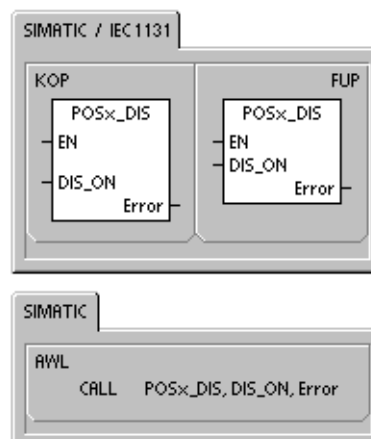 SIMATIC / IEC1131
KOP
POSx_DIS
EN
DIS_ON
Error
FUP
POSx_DIS
EN
DIS_ON
Error
SIMATIC
AWL
CALL POSx_DIS, DIS_ON, Error